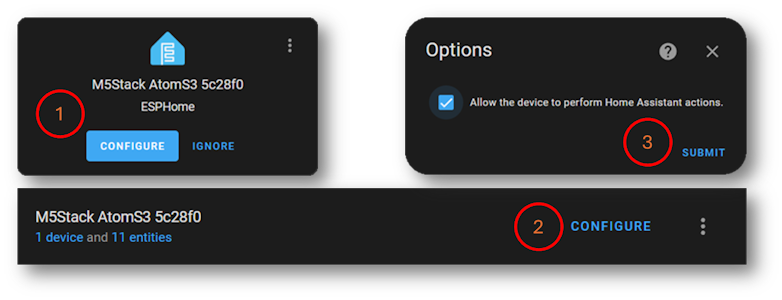 M5Stack AtomS3 5c28f0
ESPHome
1
CONFIGURE IGNORE
Options
Allow the device to perform Home Assistant actions.
3
SUBMIT
M5Stack AtomS3 5c28f0
1 device and 11 entities
2
CONFIGURE